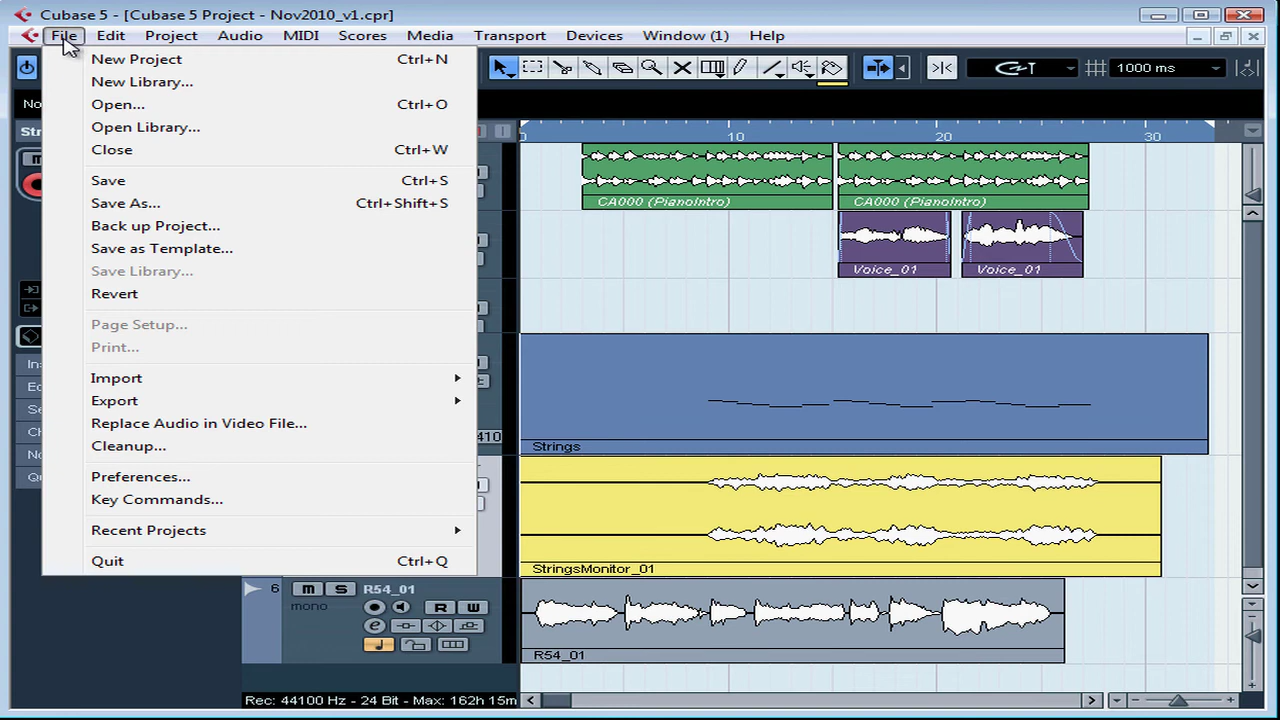 Cubase 5 - [Cubase 5 Project - Nov2010_v1.cpr]
File Edit Project Audio MIDI Scores Media Transport Devices Window (1) Help
New Project Ctrl+N
New Library...
Open... Ctrl+O
Open Library...
Close Ctrl+W
Save Ctrl+S
Save As... Ctrl+Shift+S
Back up Project...
Save as Template...
Save Library...
Revert
Page Setup...
Print...
Import
Export
Replace Audio in Video File...
Cleanup...
Preferences...
Key Commands...
Recent Projects
Quit Ctrl+Q
1000 ms
0 10 20 30
CA000 (PianoIntro) CA000 (PianoIntro)
Voice_01 Voice_01
Strings
StringsMonitor_01
6 M S R54_01
mono R W
e
R54_01
Rec: 44100 Hz - 24 Bit - Max: 162h 15m